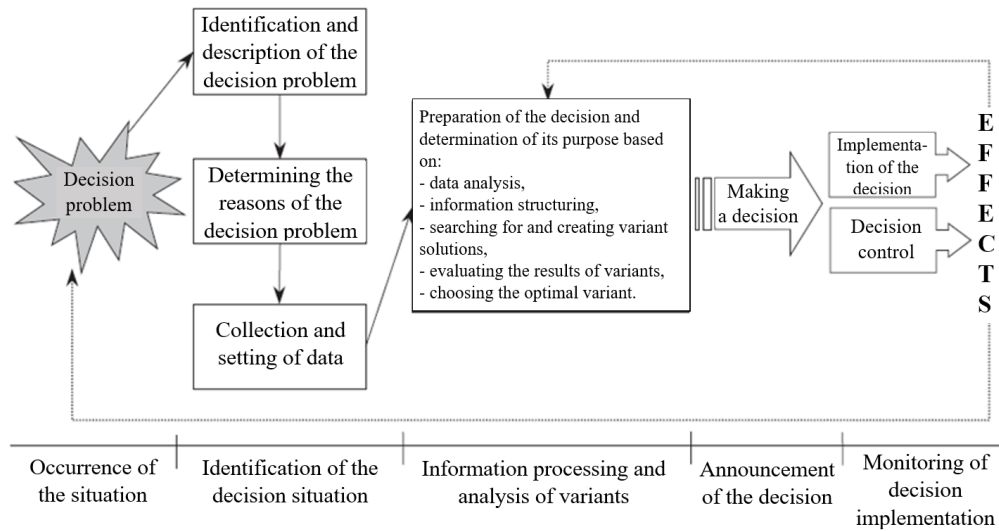 Decision
problem
Identification and
description of the
decision problem
Determining the
reasons of the
decision problem
Collection and
setting of data
Preparation of the decision and
determination of its purpose based
on:
- data analysis,
- information structuring,
- searching for and creating variant
solutions,
- evaluating the results of variants,
- choosing the optimal variant.
Making
a decision
Implementa-
tion of the
decision
Decision
control
E
F
F
E
C
T
S
Occurrence of
the situation
Identification of the
decision situation
Information processing and
analysis of variants
Announcement
of the decision
Monitoring of
decision
implementation